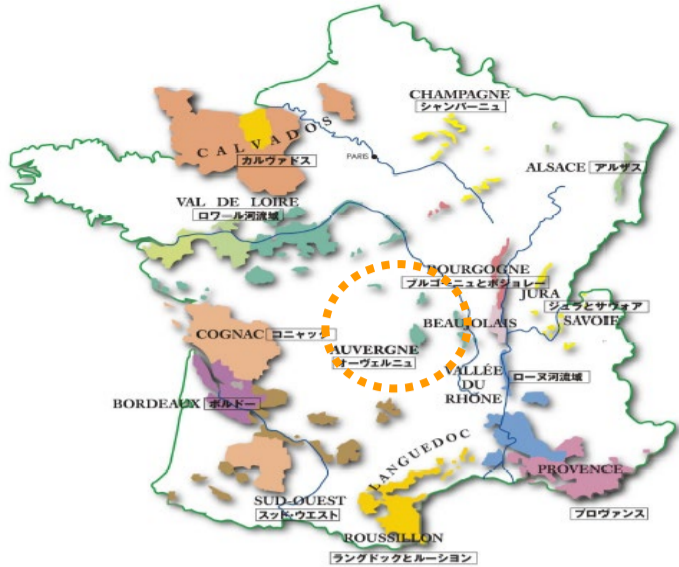 CHAMPAGNE
シャンパーニュ
CALVADOS
カルヴァドス
PARIS
ALSACE アルザス
VAL DE LOIRE
ロワール河流域
BOURGOGNE
ブルゴーニュとボジョレー
JURA
ジュラとサヴォア
SAVOIE
BEAUJOLAIS
COGNAC コニャック
AUVERGNE
オーヴェルニュ
VALLÉE
DU
RHÔNE
ローヌ河流域
BORDEAUX ボルドー
LANGUEDOC
PROVENCE
プロヴァンス
SUD-OUEST
スッド・ウエスト
ROUSSILLON
ラングドックとルーション